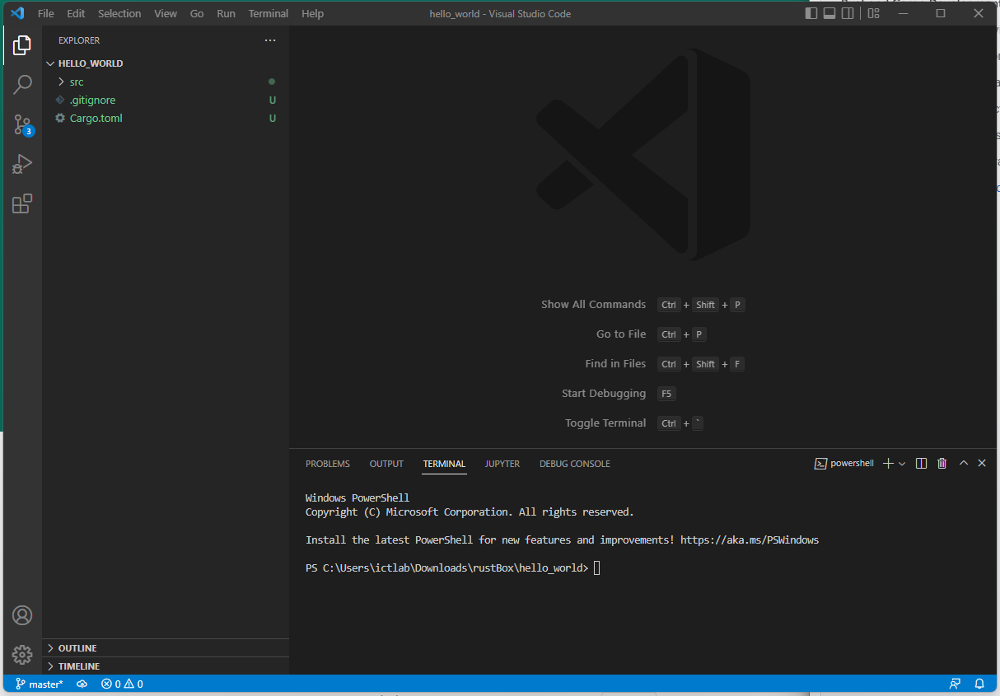 File Edit Selection View Go Run Terminal Help
hello_world - Visual Studio Code
EXPLORER
HELLO_WORLD
src
.gitignore U
Cargo.toml U
3
Show All Commands Ctrl + Shift + P
Go to File Ctrl + P
Find in Files Ctrl + Shift + F
Start Debugging F5
Toggle Terminal Ctrl + `
PROBLEMS OUTPUT TERMINAL JUPYTER DEBUG CONSOLE
powershell
Windows PowerShell
Copyright (C) Microsoft Corporation. All rights reserved.
Install the latest PowerShell for new features and improvements! https://aka.ms/PSWindows
PS C:\Users\ictlab\Downloads\rustBox\hello_world>
OUTLINE
TIMELINE
master* 0 0